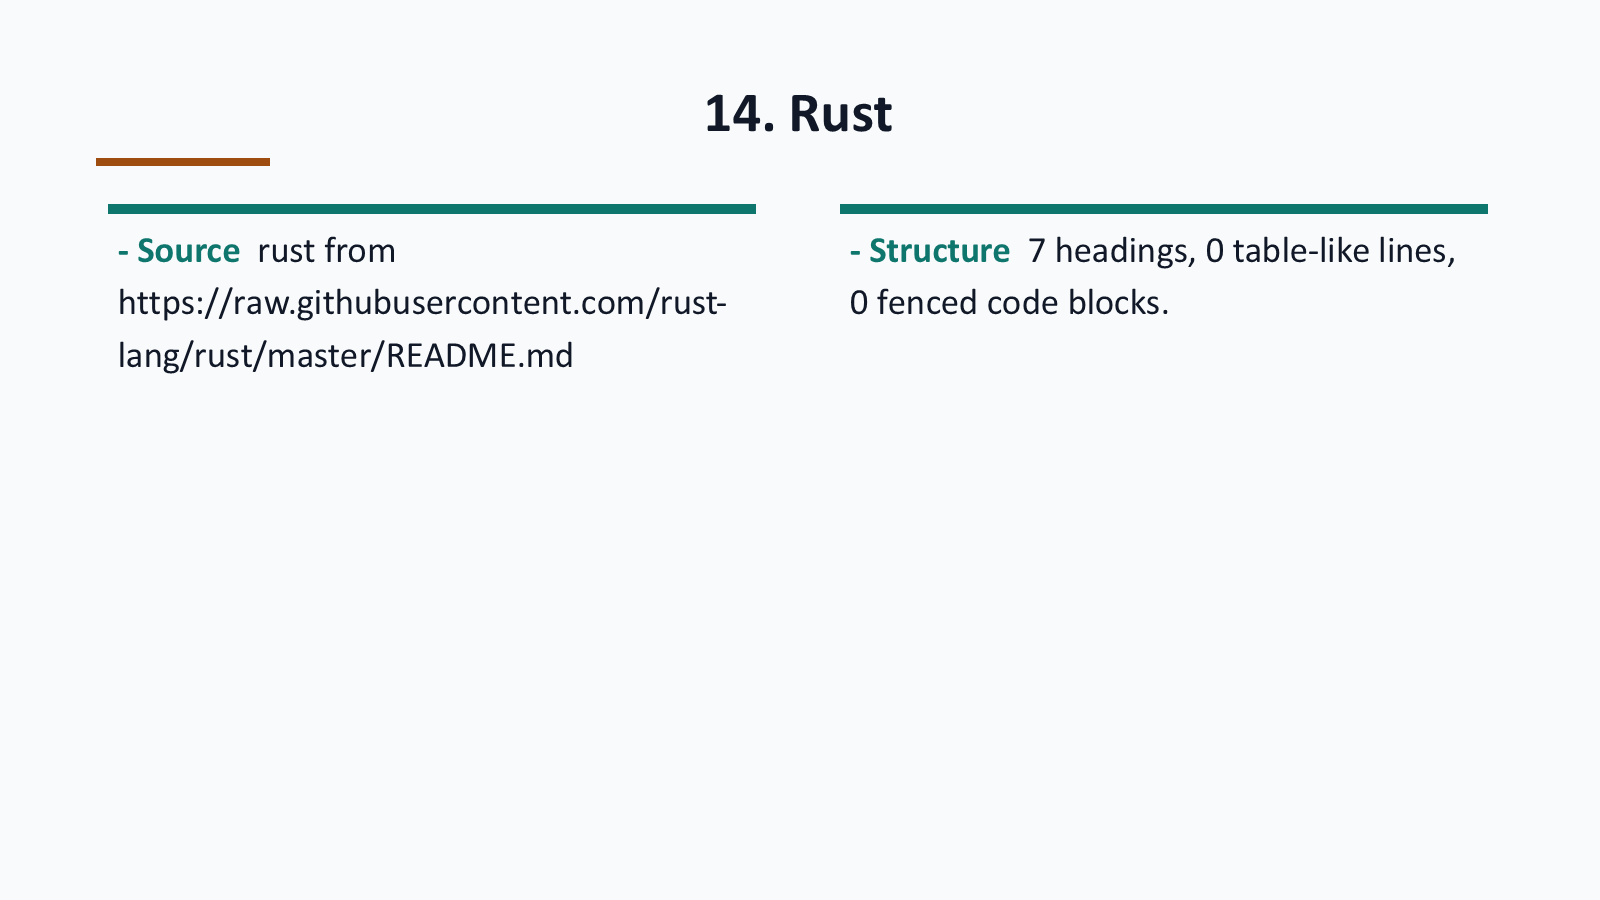 14. Rust
- Source rust from
https://raw.githubusercontent.com/rust-
lang/rust/master/README.md
- Structure 7 headings, 0 table-like lines,
0 fenced code blocks.